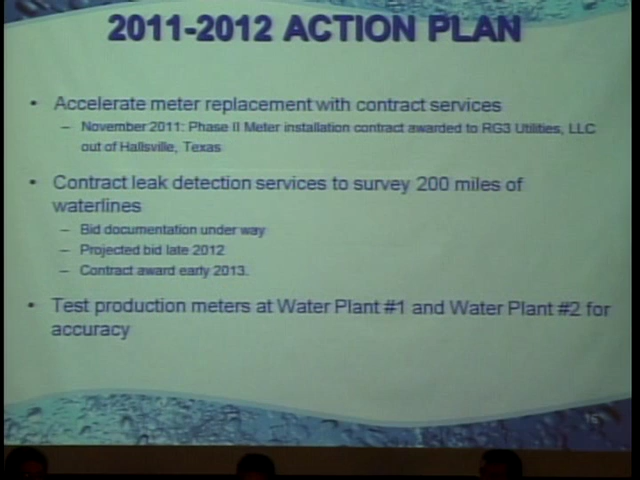 2011-2012 ACTION PLAN
• Accelerate meter replacement with contract services
– November 2011: Phase II Meter installation contract awarded to RG3 Utilities, LLC
out of Hallsville, Texas
• Contract leak detection services to survey 200 miles of
waterlines
– Bid documentation under way
– Projected bid late 2012
– Contract award early 2013.
• Test production meters at Water Plant #1 and Water Plant #2 for
accuracy